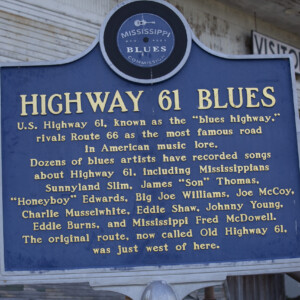 MISSISSIPPI
BLUES
COMMISSION
VISITO
HIGHWAY 61 BLUES
U.S. Highway 61, known as the "blues highway,"
rivals Route 66 as the most famous road
in American music lore.
Dozens of blues artists have recorded songs
about Highway 61, including Mississippians
Sunnyland Slim, James "Son" Thomas,
"Honeyboy" Edwards, Big Joe Williams, Joe McCoy,
Charlie Musselwhite, Eddie Shaw, Johnny Young,
Eddie Burns, and Mississippi Fred McDowell.
The original route, now called Old Highway 61,
was just west of here.